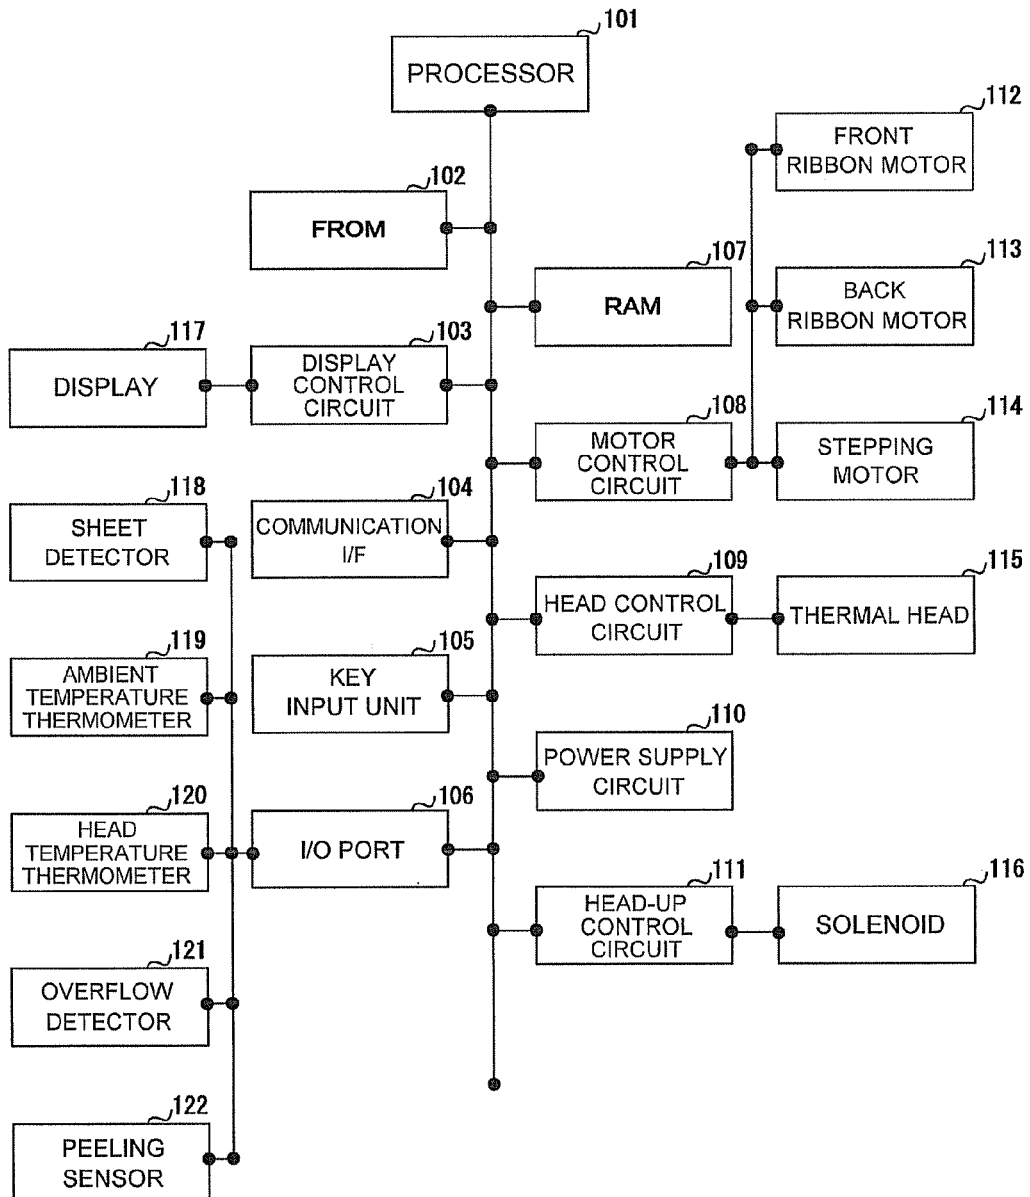 101
PROCESSOR
112
FRONT
RIBBON MOTOR
102
FROM
107
RAM
113
BACK
RIBBON MOTOR
117
DISPLAY
103
DISPLAY
CONTROL
CIRCUIT
108
MOTOR
CONTROL
CIRCUIT
114
STEPPING
MOTOR
118
SHEET
DETECTOR
104
COMMUNICATION
I/F
109
HEAD CONTROL
CIRCUIT
115
THERMAL HEAD
119
AMBIENT
TEMPERATURE
THERMOMETER
105
KEY
INPUT UNIT
110
POWER SUPPLY
CIRCUIT
120
HEAD
TEMPERATURE
THERMOMETER
106
I/O PORT
111
HEAD-UP
CONTROL
CIRCUIT
116
SOLENOID
121
OVERFLOW
DETECTOR
122
PEELING
SENSOR